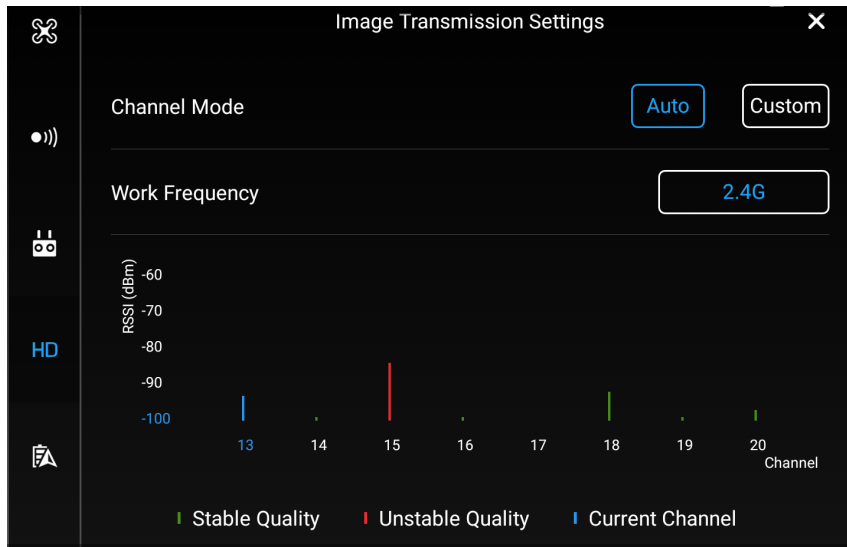 Image Transmission Settings
Channel Mode
Auto
Custom
Work Frequency
2.4G
RSSI (dBm)
-60
-70
-80
-90
-100
HD
13 14 15 16 17 18 19 20
Channel
Stable Quality Unstable Quality Current Channel